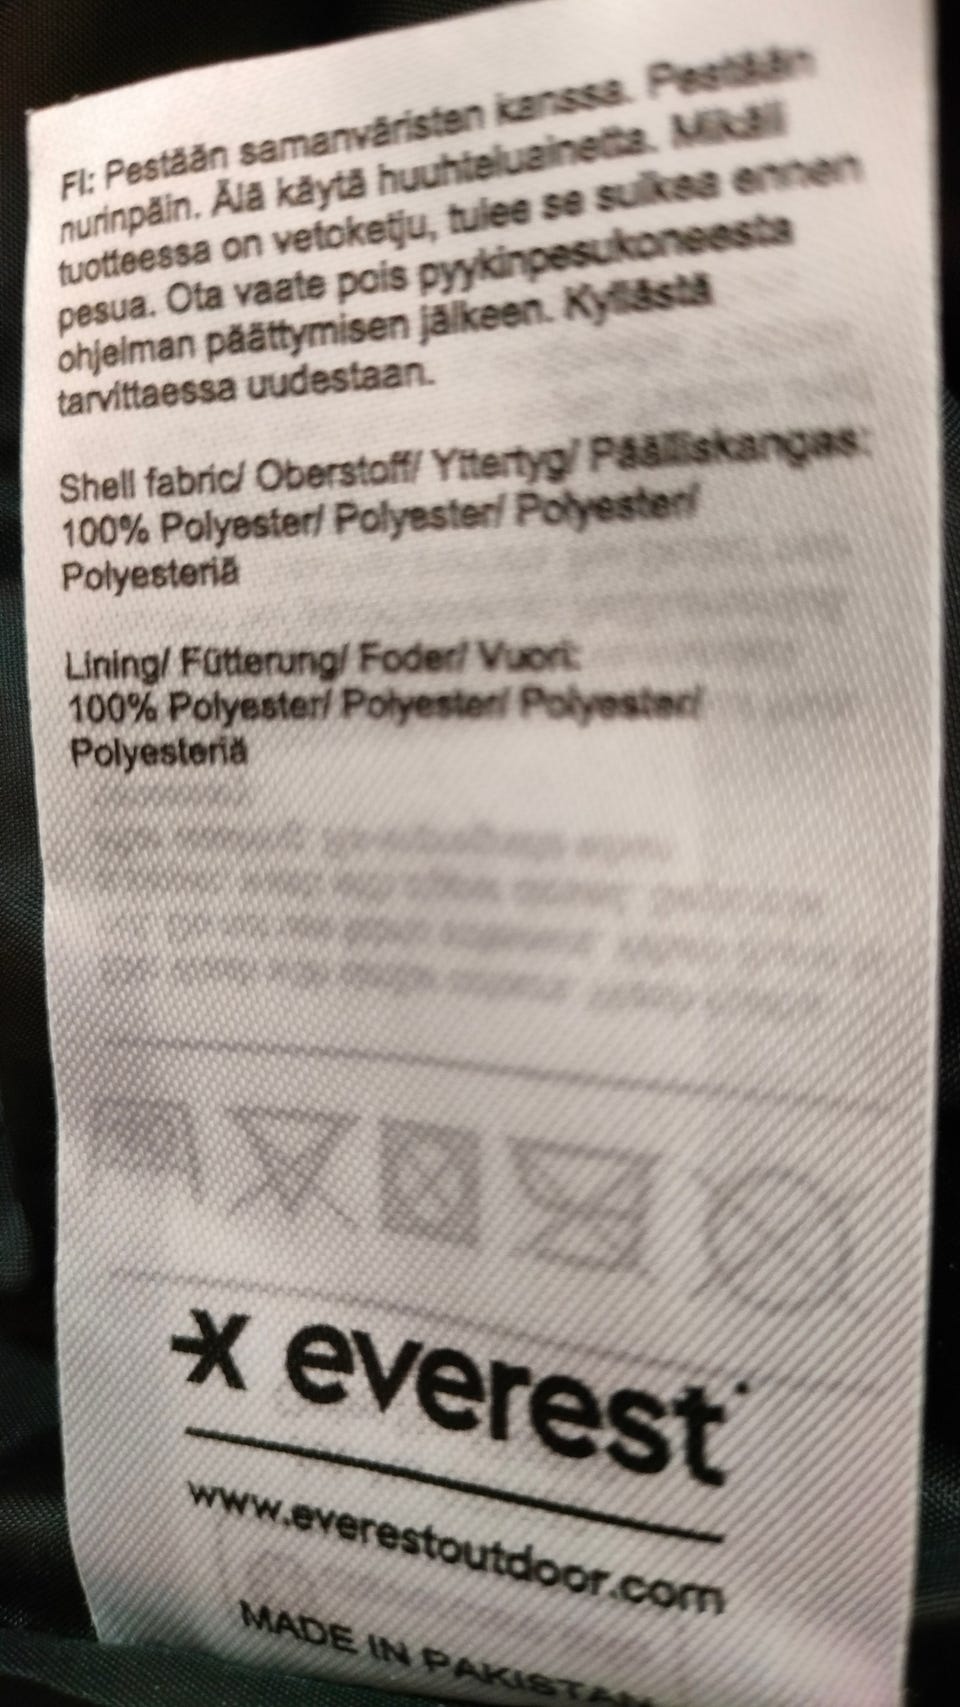 FI: Pestään samanväristen kanssa. Pestään
nurinpäin. Älä käytä huuhteluainetta. Mikäli
tuotteessa on vetoketju, tulee se sulkea ennen
pesua. Ota vaate pois pyykinpesukoneesta
ohjelman päättymisen jälkeen. Kyllästä
tarvittaessa uudestaan.
Shell fabric/ Oberstoff/ Yttertyg/ Päälliskangas:
100% Polyester/ Polyester/ Polyester/
Polyesteriä
Lining/ Fütterung/ Foder/ Vuori:
100% Polyester/ Polyester/ Polyester/
Polyesteriä
everest
www.everestoutdoor.com
MADE IN PAKISTAN